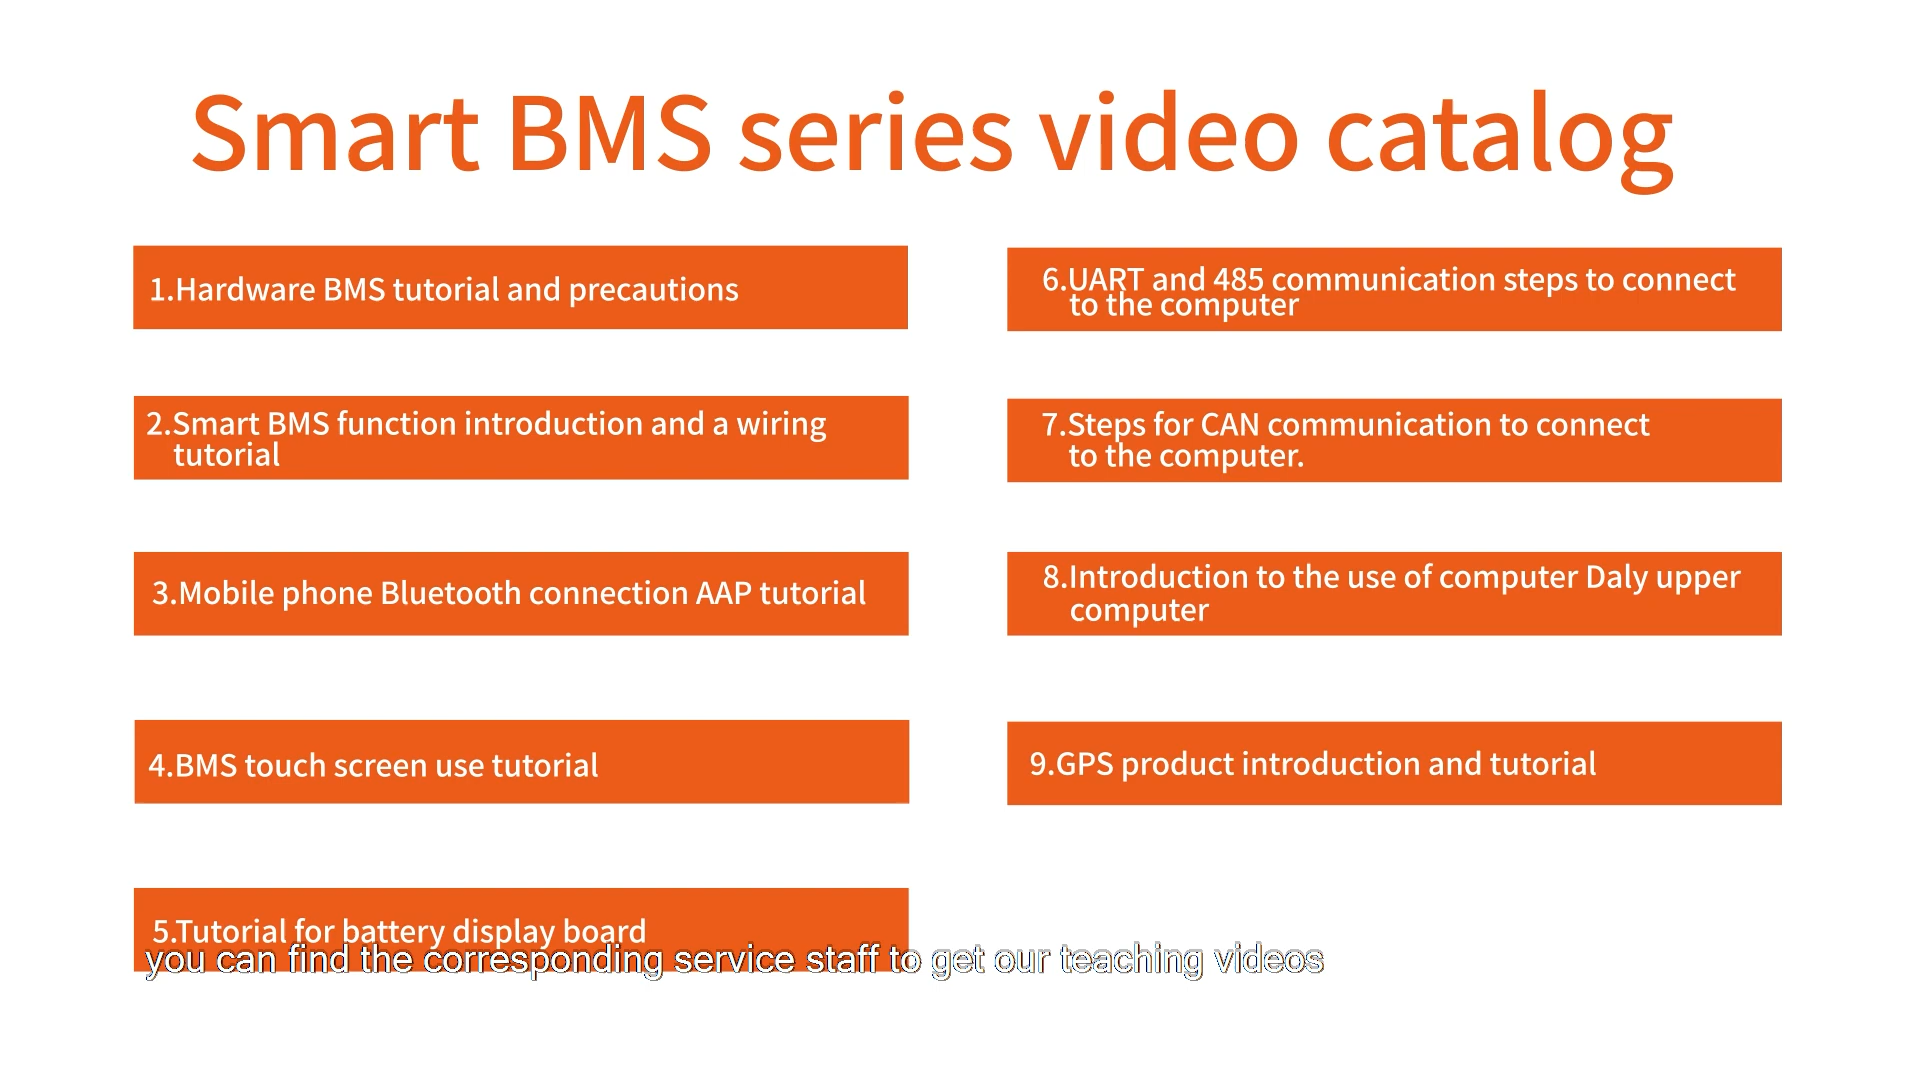 Smart BMS series video catalog
1.Hardware BMS tutorial and precautions
2.Smart BMS function introduction and a wiring
tutorial
3.Mobile phone Bluetooth connection AAP tutorial
4.BMS touch screen use tutorial
5.Tutorial for battery display board
6.UART and 485 communication steps to connect
to the computer
7.Steps for CAN communication to connect
to the computer.
8.Introduction to the use of computer Daly upper
computer
9.GPS product introduction and tutorial
you can find the corresponding service staff to get our teaching videos